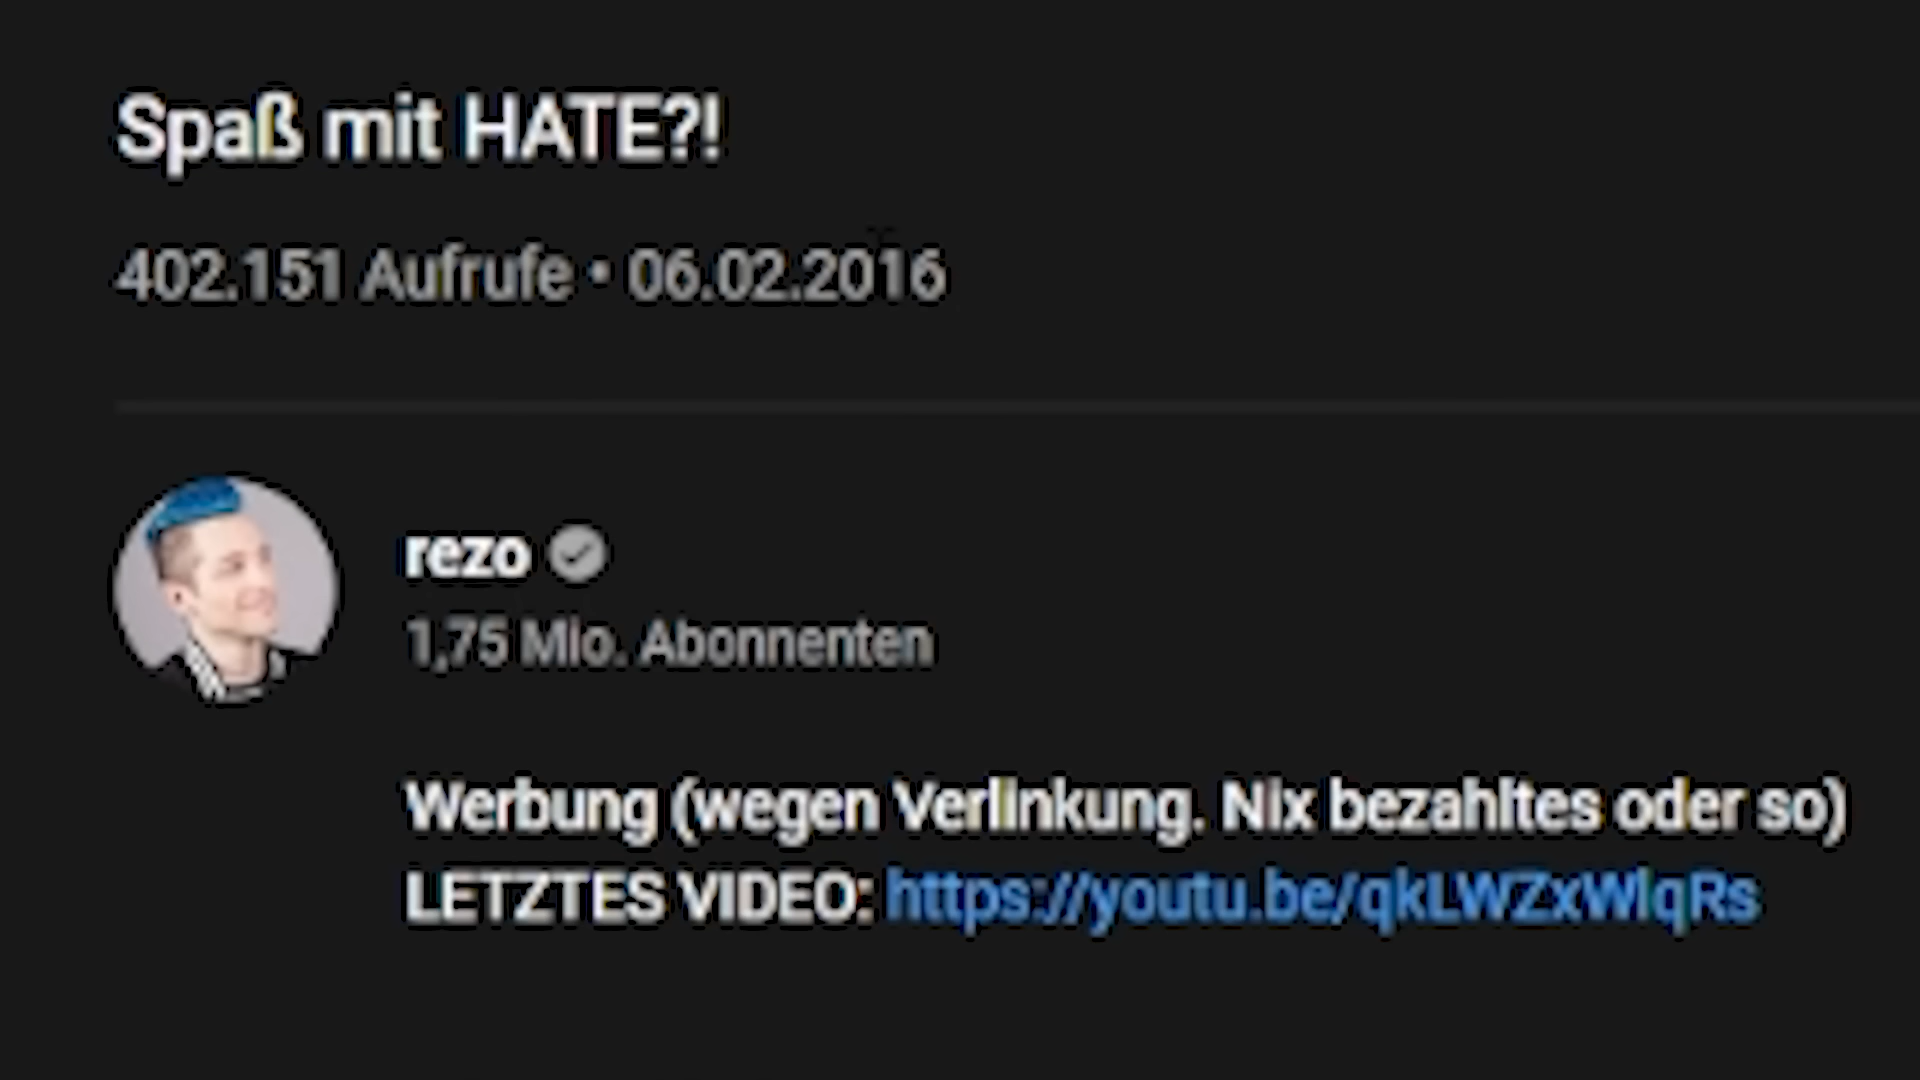 Spaß mit HATE?!
402.151 Aufrufe • 06.02.2016
rezo
1,75 Mio. Abonnenten
Werbung (wegen Verlinkung. Nix bezahltes oder so)
LETZTES VIDEO: https://youtu.be/qkLWZxWlqRs